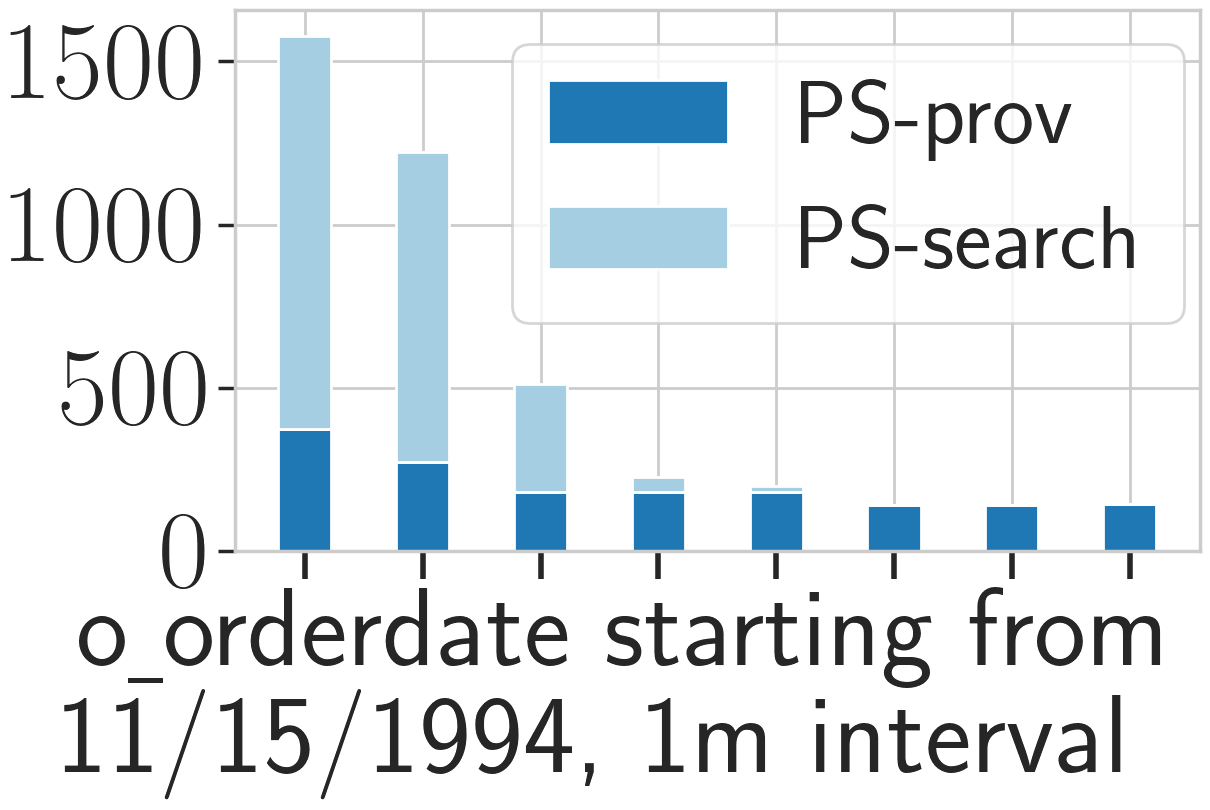 1500
1000
500
0
PS-prov
PS-search
o_orderdate starting from
11/15/1994, 1m interval